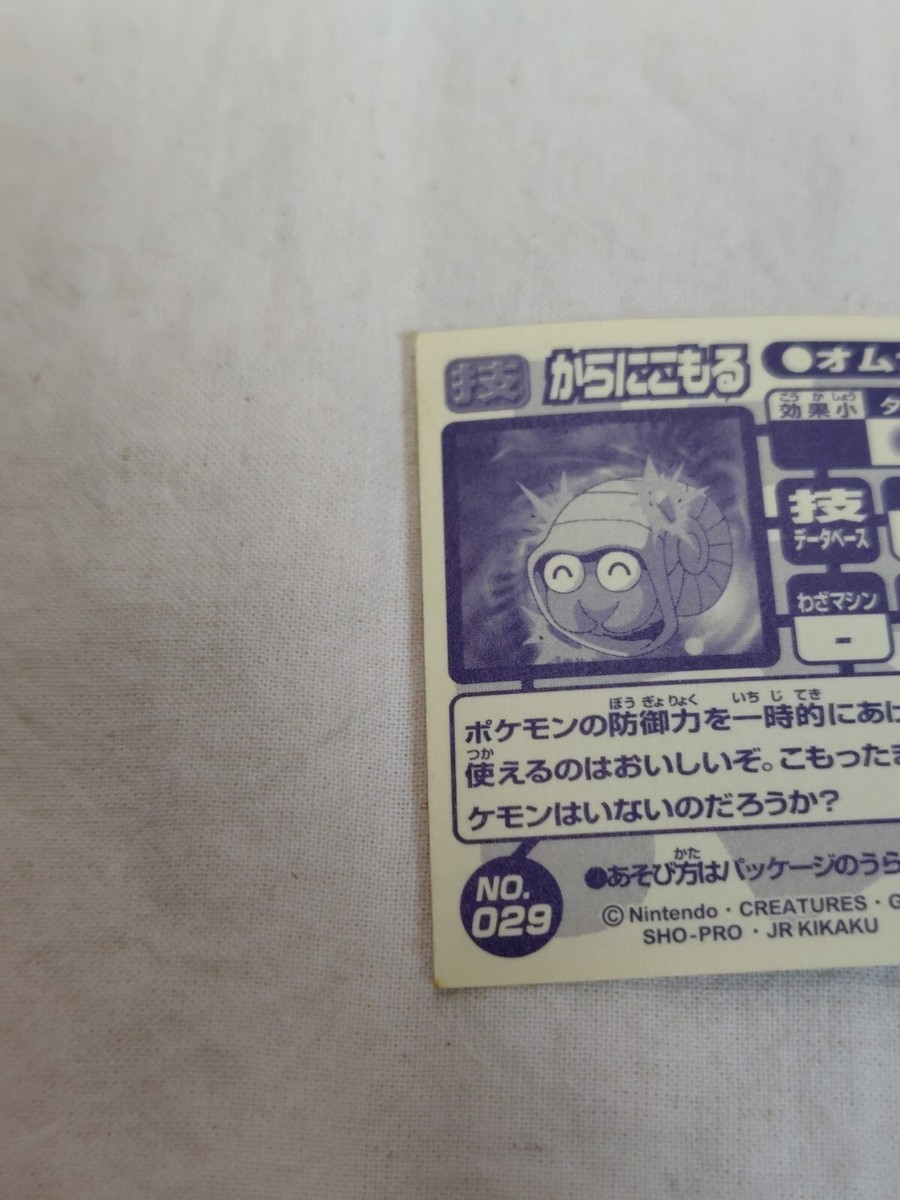 技 からにこもる ●オム
こう か しょう
効果小 タ
技
データベース
わざマシン
-
ぼう ぎょ りょく いち じ てき
ポケモンの防御力を一時的にあげ
つか
使えるのはおいしいぞ。こもったま
ケモンはいないのだろうか?
かた
●あそび方はパッケージのうら
NO.
029
© Nintendo・CREATURES・G
SHO-PRO・JR KIKAKU